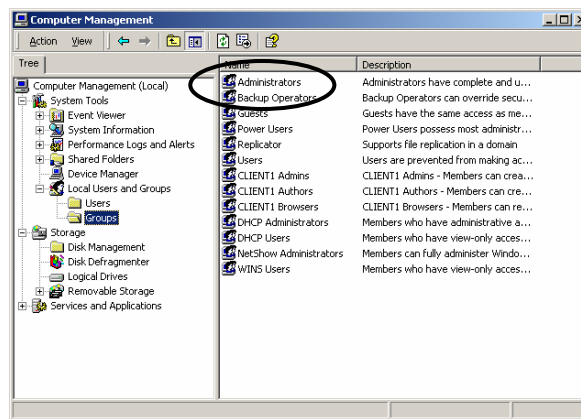 Computer Management
Action View
Tree
Name Description
Computer Management (Local)
System Tools
Event Viewer
System Information
Performance Logs and Alerts
Shared Folders
Device Manager
Local Users and Groups
Users
Groups
Storage
Disk Management
Disk Defragmenter
Logical Drives
Removable Storage
Services and Applications
Administrators Administrators have complete and u...
Backup Operators Backup Operators can override secu...
Guests Guests have the same access as me...
Power Users Power Users possess most administr...
Replicator Supports file replication in a domain
Users Users are prevented from making ac...
CLIENT1 Admins CLIENT1 Admins - Members can crea...
CLIENT1 Authors CLIENT1 Authors - Members can cre...
CLIENT1 Browsers CLIENT1 Browsers - Members can re...
DHCP Administrators Members who have administrative a...
DHCP Users Members who have view-only acces...
NetShow Administrators Members can fully administer Windo...
WINS Users Members who have view-only acces...